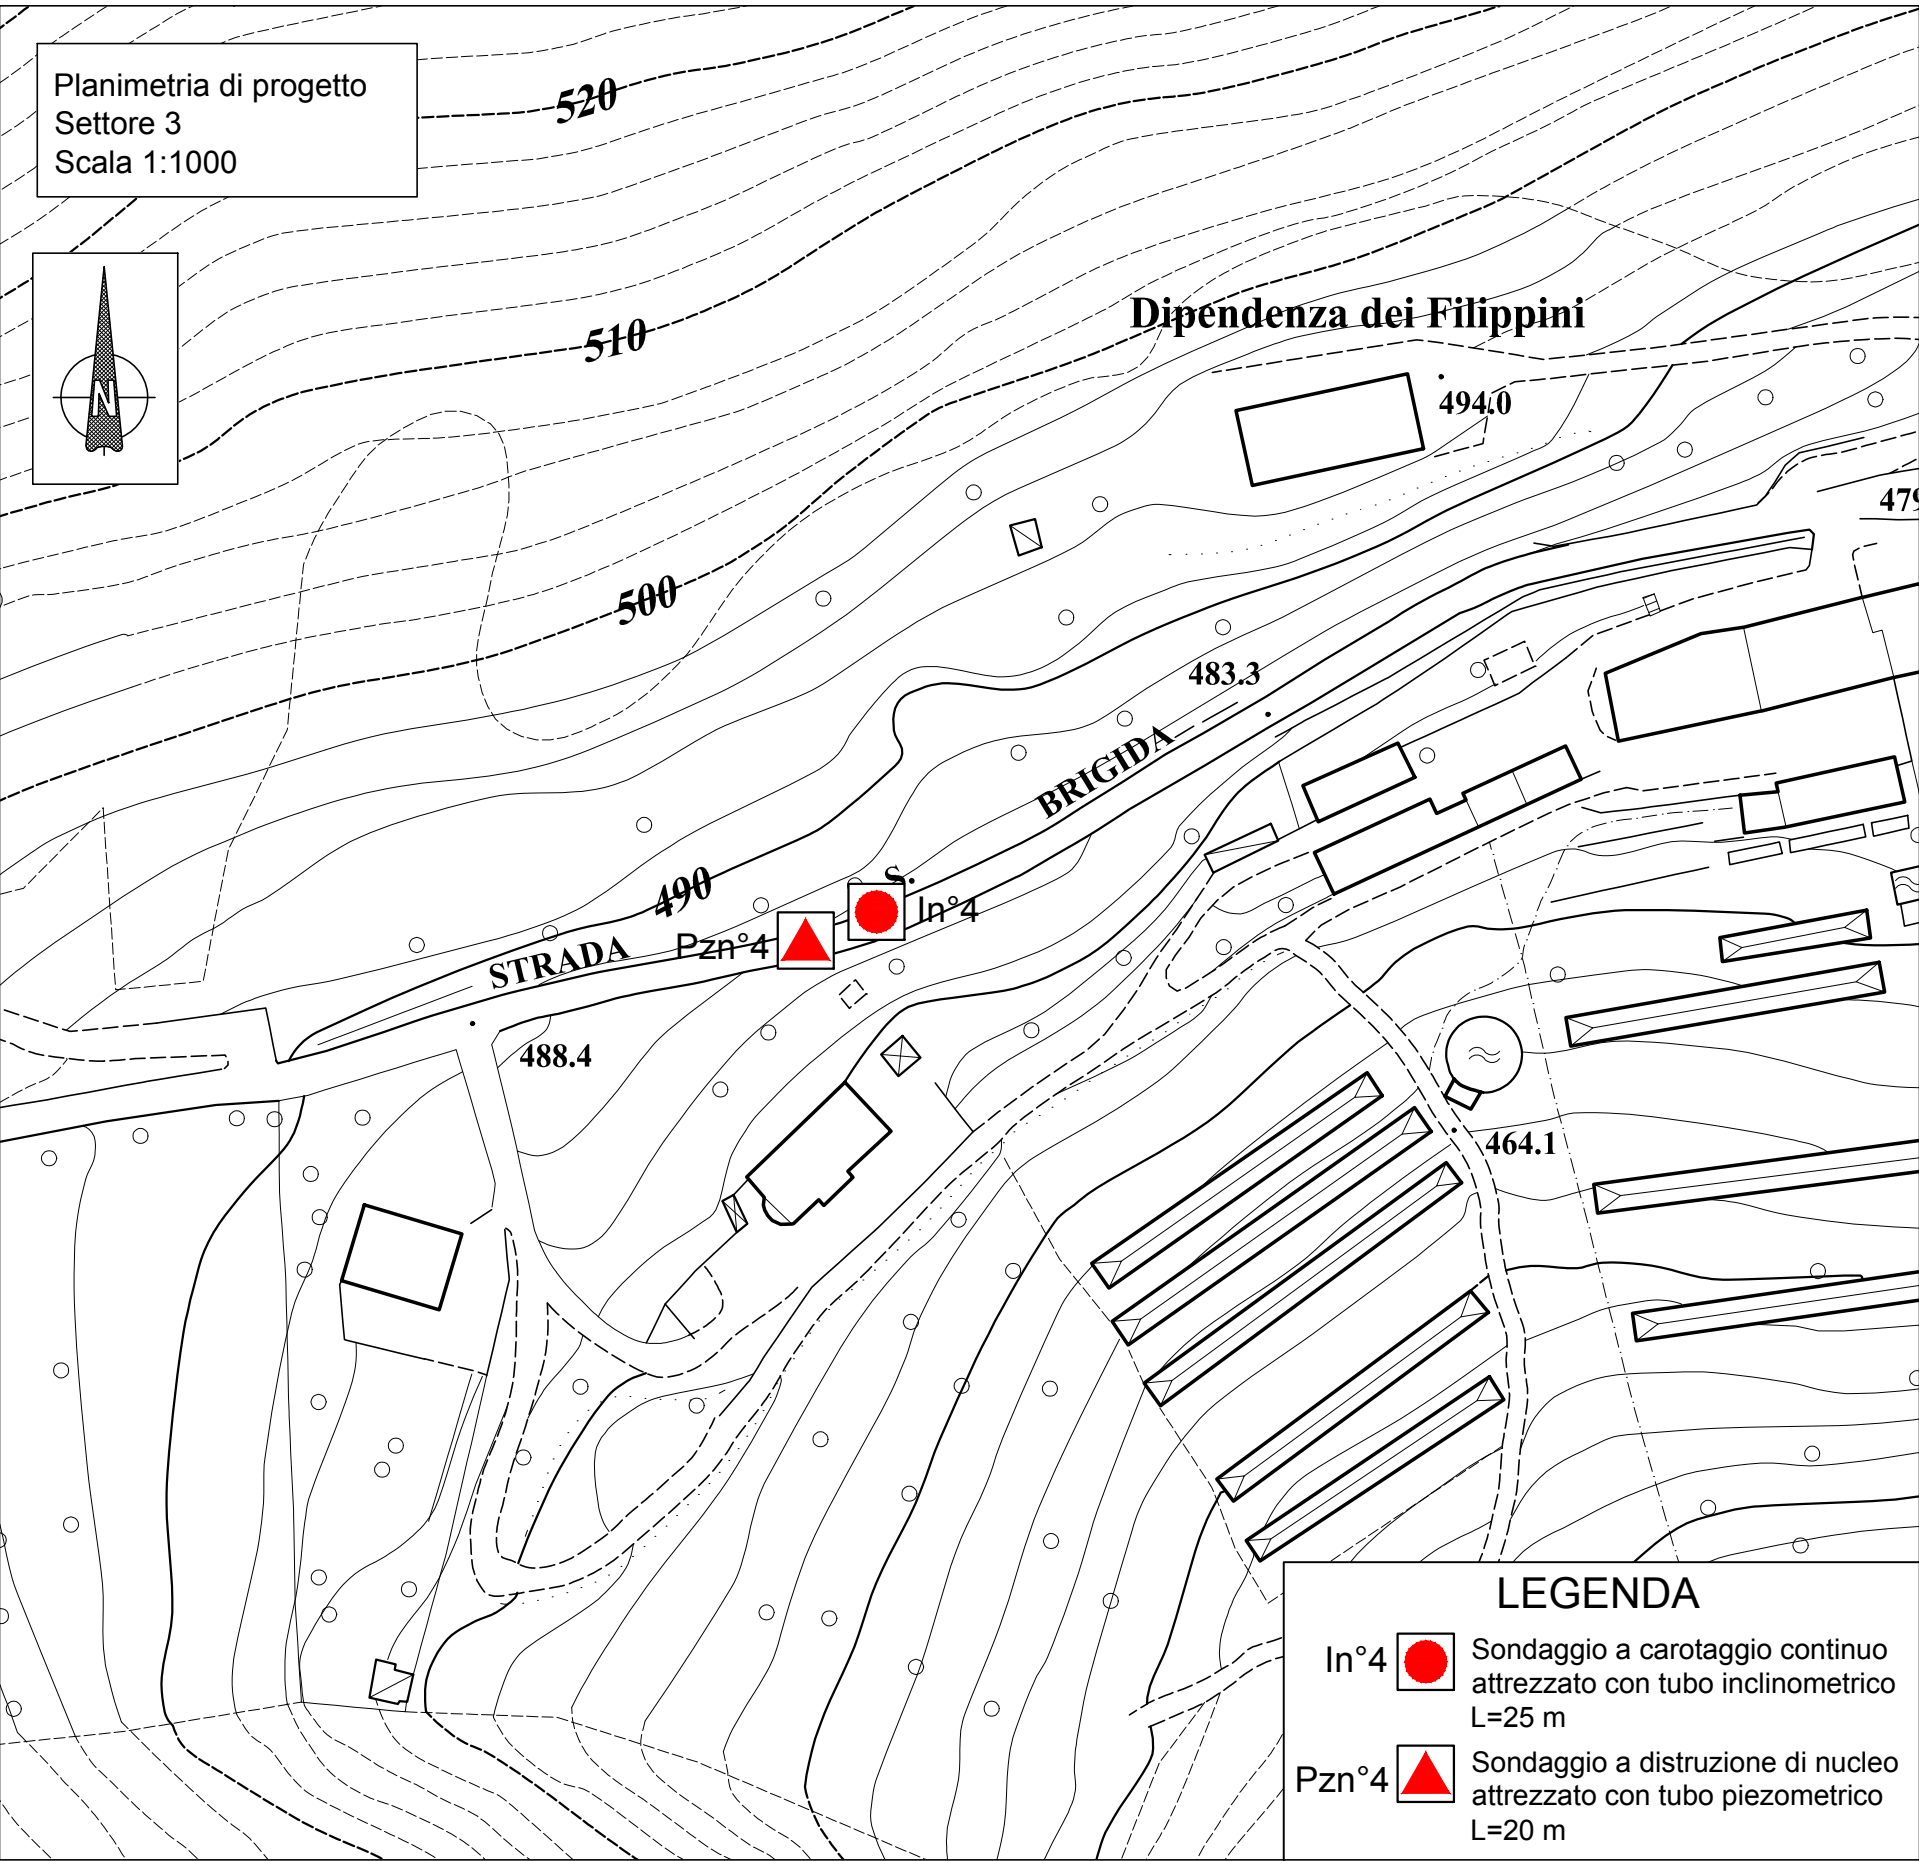 Planimetria di progetto
Settore 3
Scala 1:1000
N
520
510
500
490
Dipendenza dei Filippini
494.0
479
483.3
STRADA S. BRIGIDA
In°4
Pzn°4
488.4
464.1
LEGENDA
In°4
Sondaggio a carotaggio continuo
attrezzato con tubo inclinometrico
L=25 m
Pzn°4
Sondaggio a distruzione di nucleo
attrezzato con tubo piezometrico
L=20 m